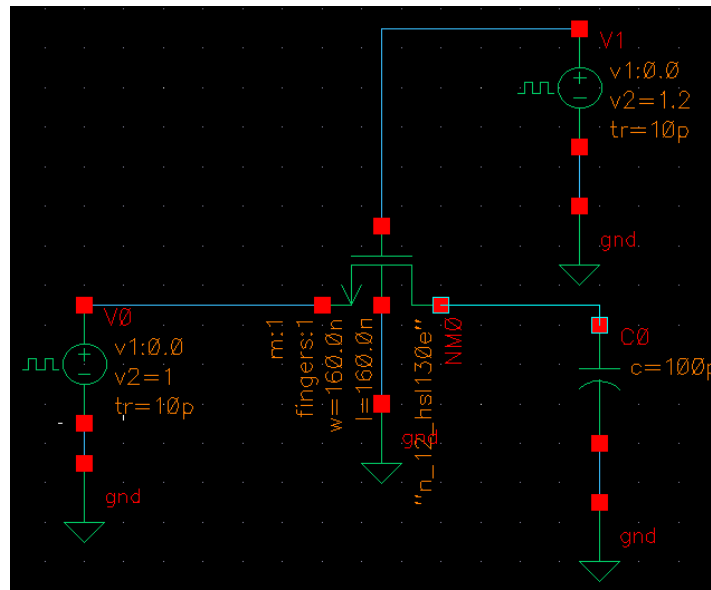 V1
v1:0.0
v2=1.2
tr=10p
gnd
V0
v1:0.0
v2=1
tr=10p
gnd
m:1
fingers:1
w=160.0n
l=160.0n
gnd
NM0
C0
c=100p
gnd